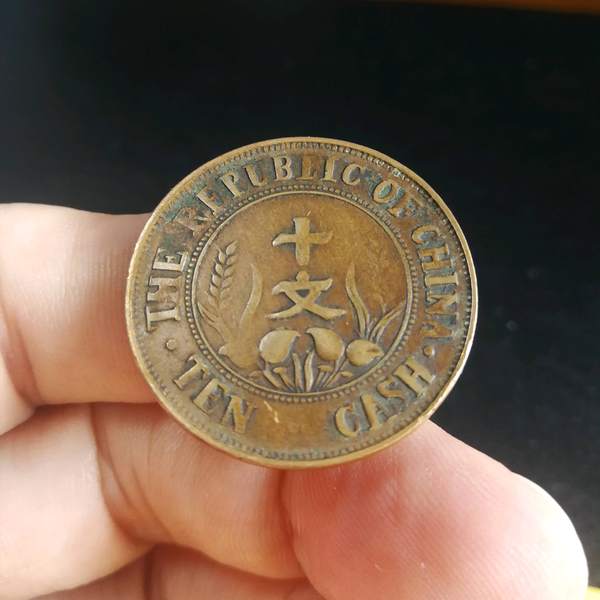 THE REPUBLIC OF CHINA
十
文
TEN CASH